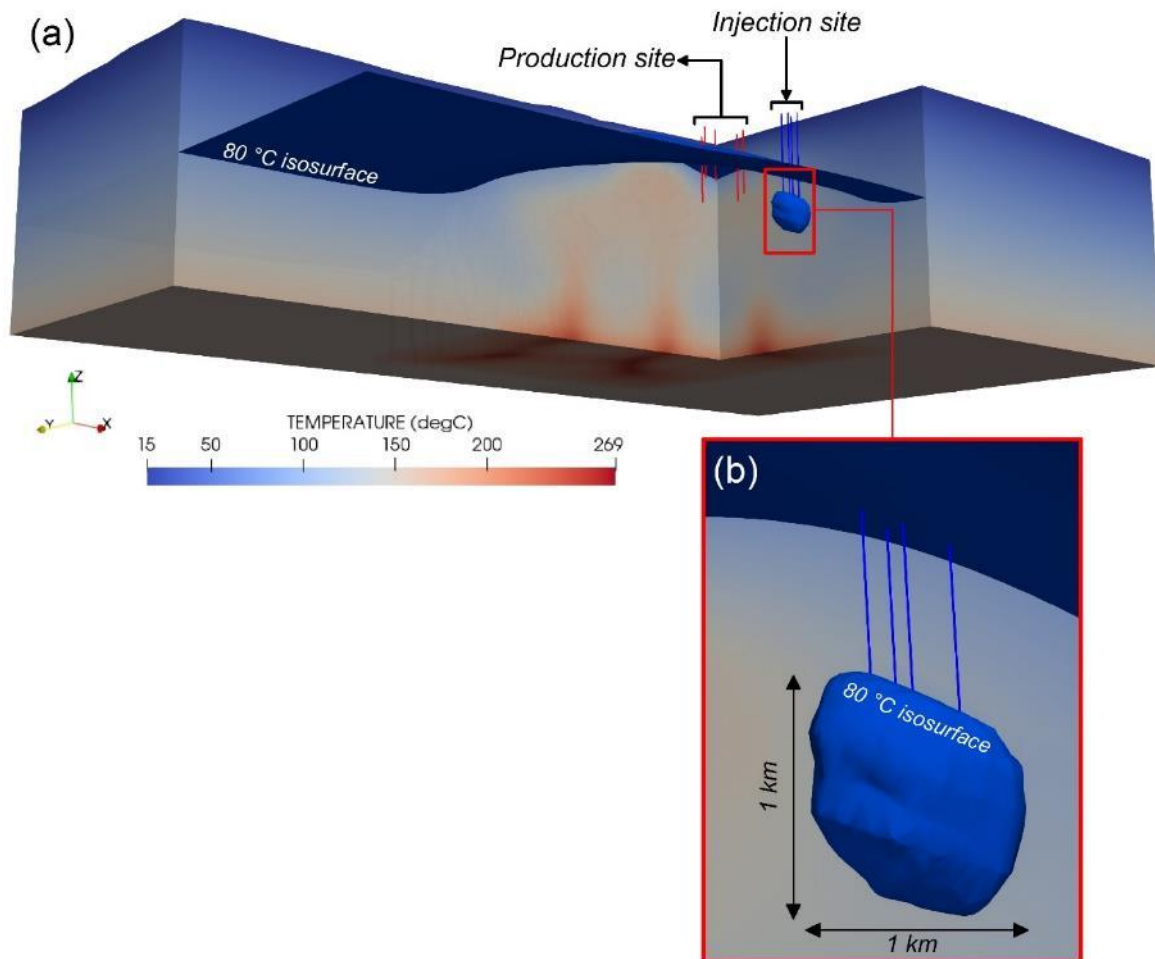 (a)
Injection site
Production site
80 °C isosurface
Z
Y
X
TEMPERATURE (degC)
15 50 100 150 200 269
(b)
80 °C isosurface
1 km
1 km